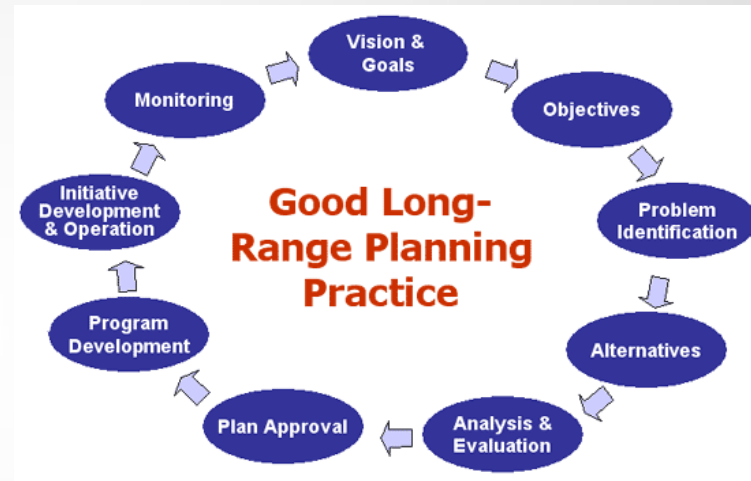 Vision &
Goals
Objectives
Problem
Identification
Alternatives
Analysis &
Evaluation
Plan Approval
Program
Development
Initiative
Development
& Operation
Monitoring
Good Long-
Range Planning
Practice